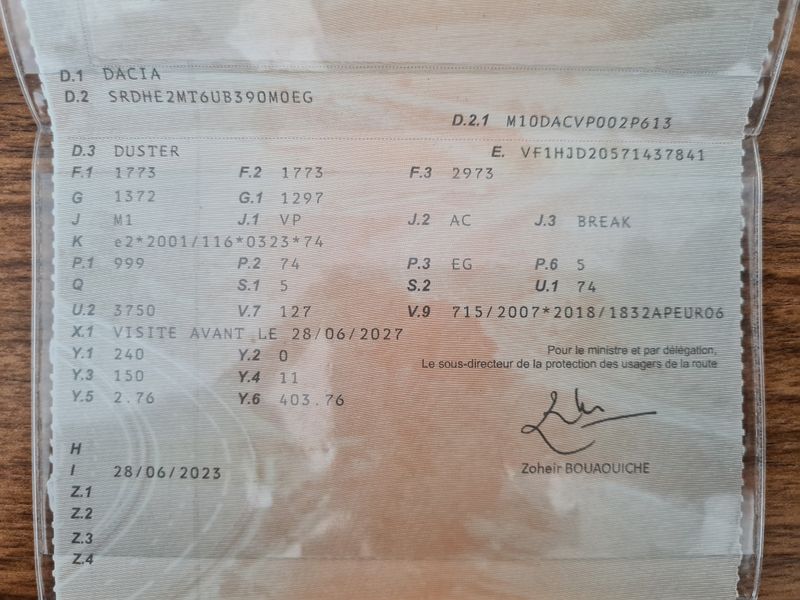 D.1 DACIA
D.2 SRDHE2MT6UB390M0EG
D.2.1 M10DACVP002P613
D.3 DUSTER E. VF1HJD20571437841
F.1 1773 F.2 1773 F.3 2973
G 1372 G.1 1297
J M1 J.1 VP J.2 AC J.3 BREAK
K e2*2001/116*0323*74
P.1 999 P.2 74 P.3 EG P.6 5
Q S.1 5 S.2 U.1 74
U.2 3750 V.7 127 V.9 715/2007*2018/1832APEURO6
X.1 VISITE AVANT LE 28/06/2027
Y.1 240 Y.2 0
Pour le ministre et par délégation,
Le sous-directeur de la protection des usagers de la route
Y.3 150 Y.4 11
Y.5 2.76 Y.6 403.76
H
I 28/06/2023
Zoheir BOUAOUICHE
Z.1
Z.2
Z.3
Z.4